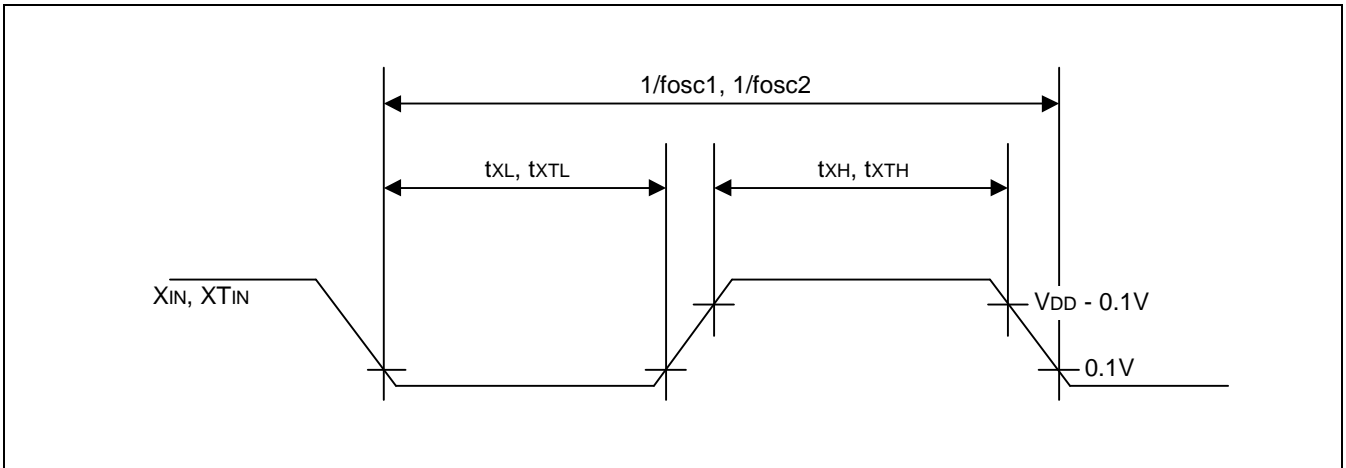 1/fosc1, 1/fosc2
tXL, tXTL
tXH, tXTH
XIN, XTIN
VDD - 0.1V
0.1V